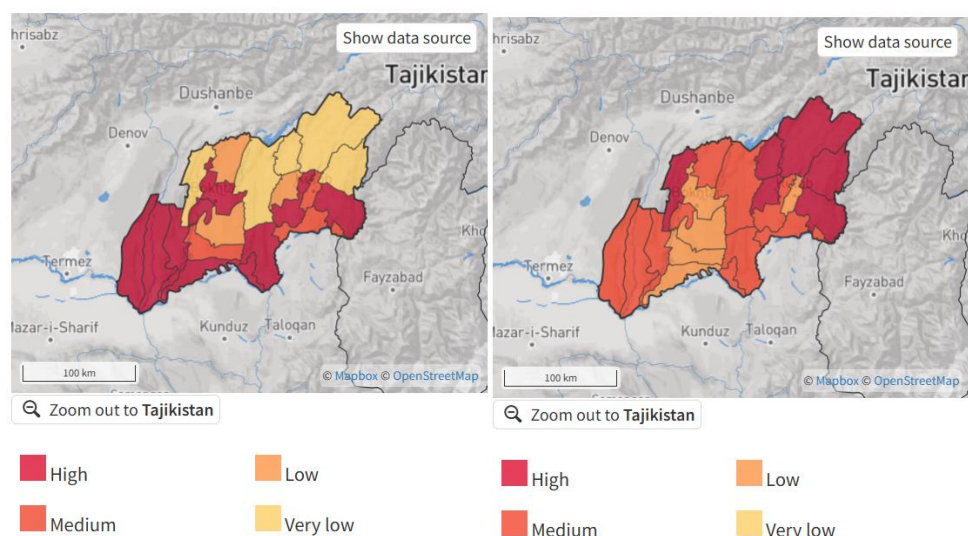 hrisabz
Show data source
Tajikistan
Dushanbe
Denov
Termez
Kho
Fayzabad
Mazar-i-Sharif
Kunduz
Taloqan
100 km
© Mapbox © OpenStreetMap
Zoom out to Tajikistan
High
Low
Medium
Very low
hrisabz
Show data source
Tajikistan
Dushanbe
Denov
Termez
Kho
Fayzabad
Mazar-i-Sharif
Kunduz
Taloqan
100 km
© Mapbox © OpenStreetMap
Zoom out to Tajikistan
High
Low
Medium
Very low